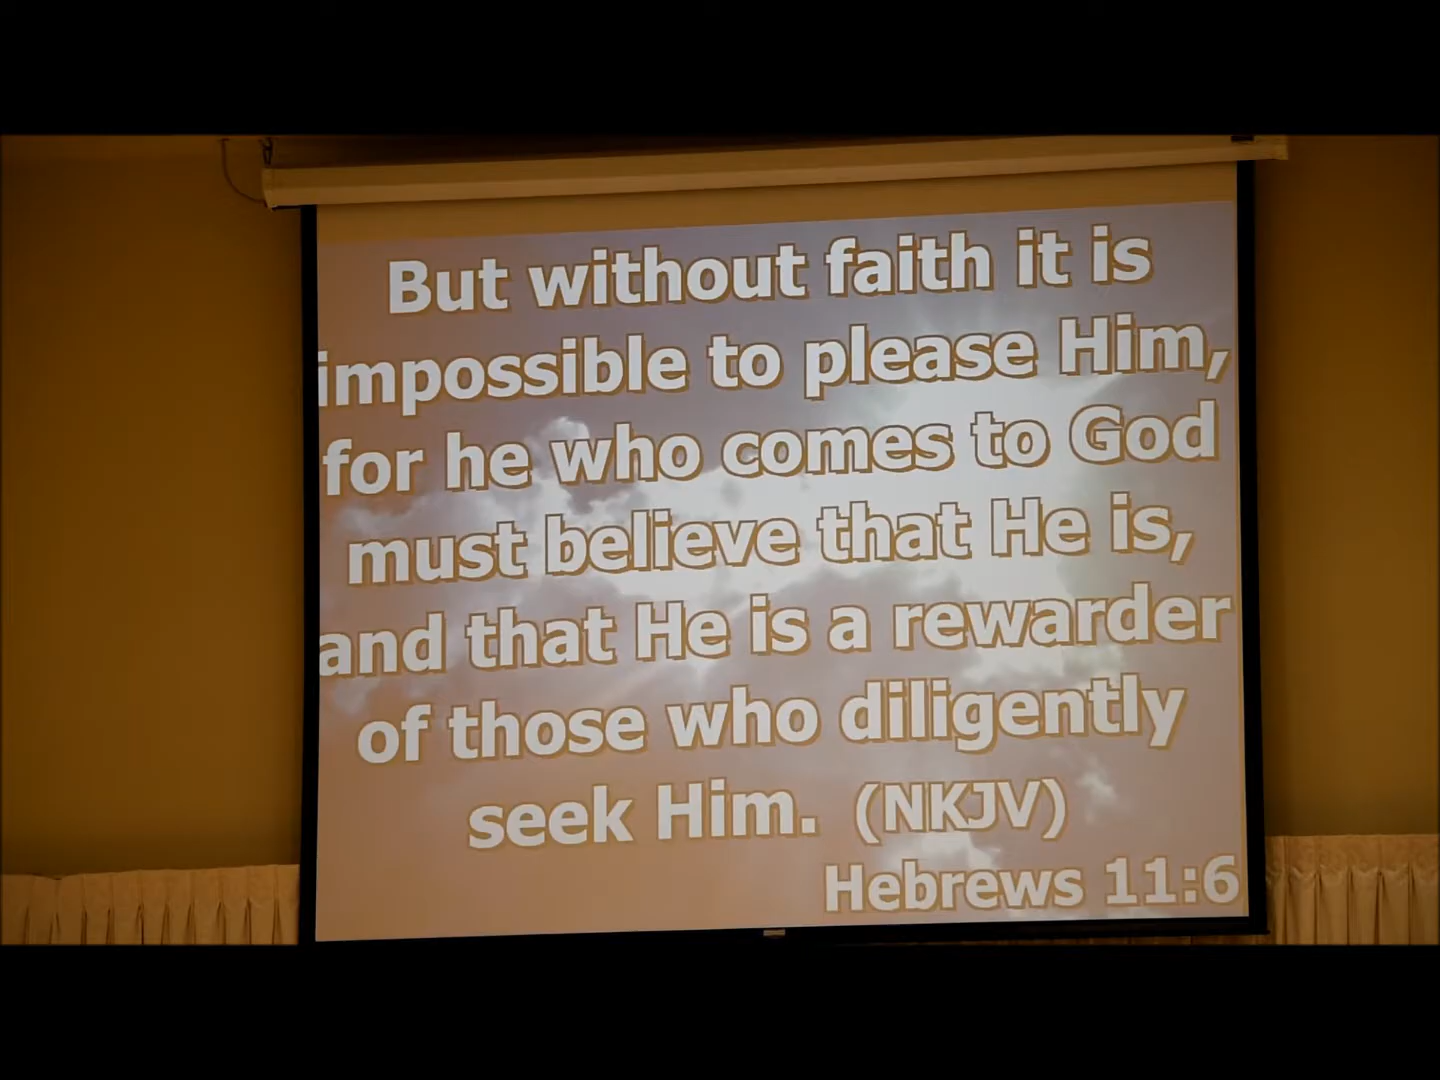 But without faith it is
impossible to please Him,
for he who comes to God
must believe that He is,
and that He is a rewarder
of those who diligently
seek Him. (NKJV)
Hebrews 11:6